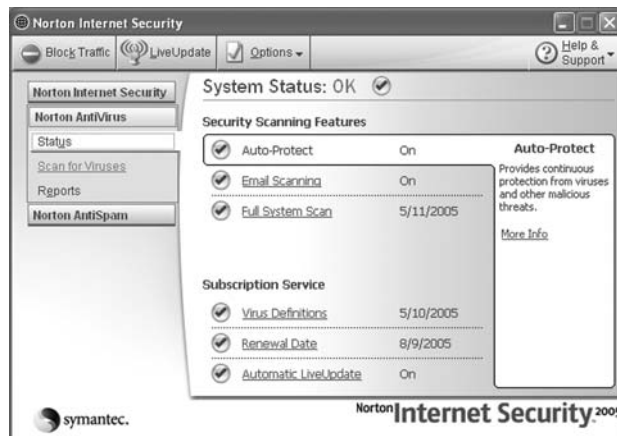 Norton Internet Security
Block Traffic LiveUpdate Options Help & Support
Norton Internet Security
Norton AntiVirus
Status
Scan for Viruses
Reports
Norton AntiSpam
System Status: OK
Security Scanning Features
Auto-Protect On
Email Scanning On
Full System Scan 5/11/2005
Auto-Protect
Provides continuous
protection from viruses
and other malicious
threats.
More Info
Subscription Service
Virus Definitions 5/10/2005
Renewal Date 8/9/2005
Automatic LiveUpdate On
symantec.
Norton Internet Security 2005